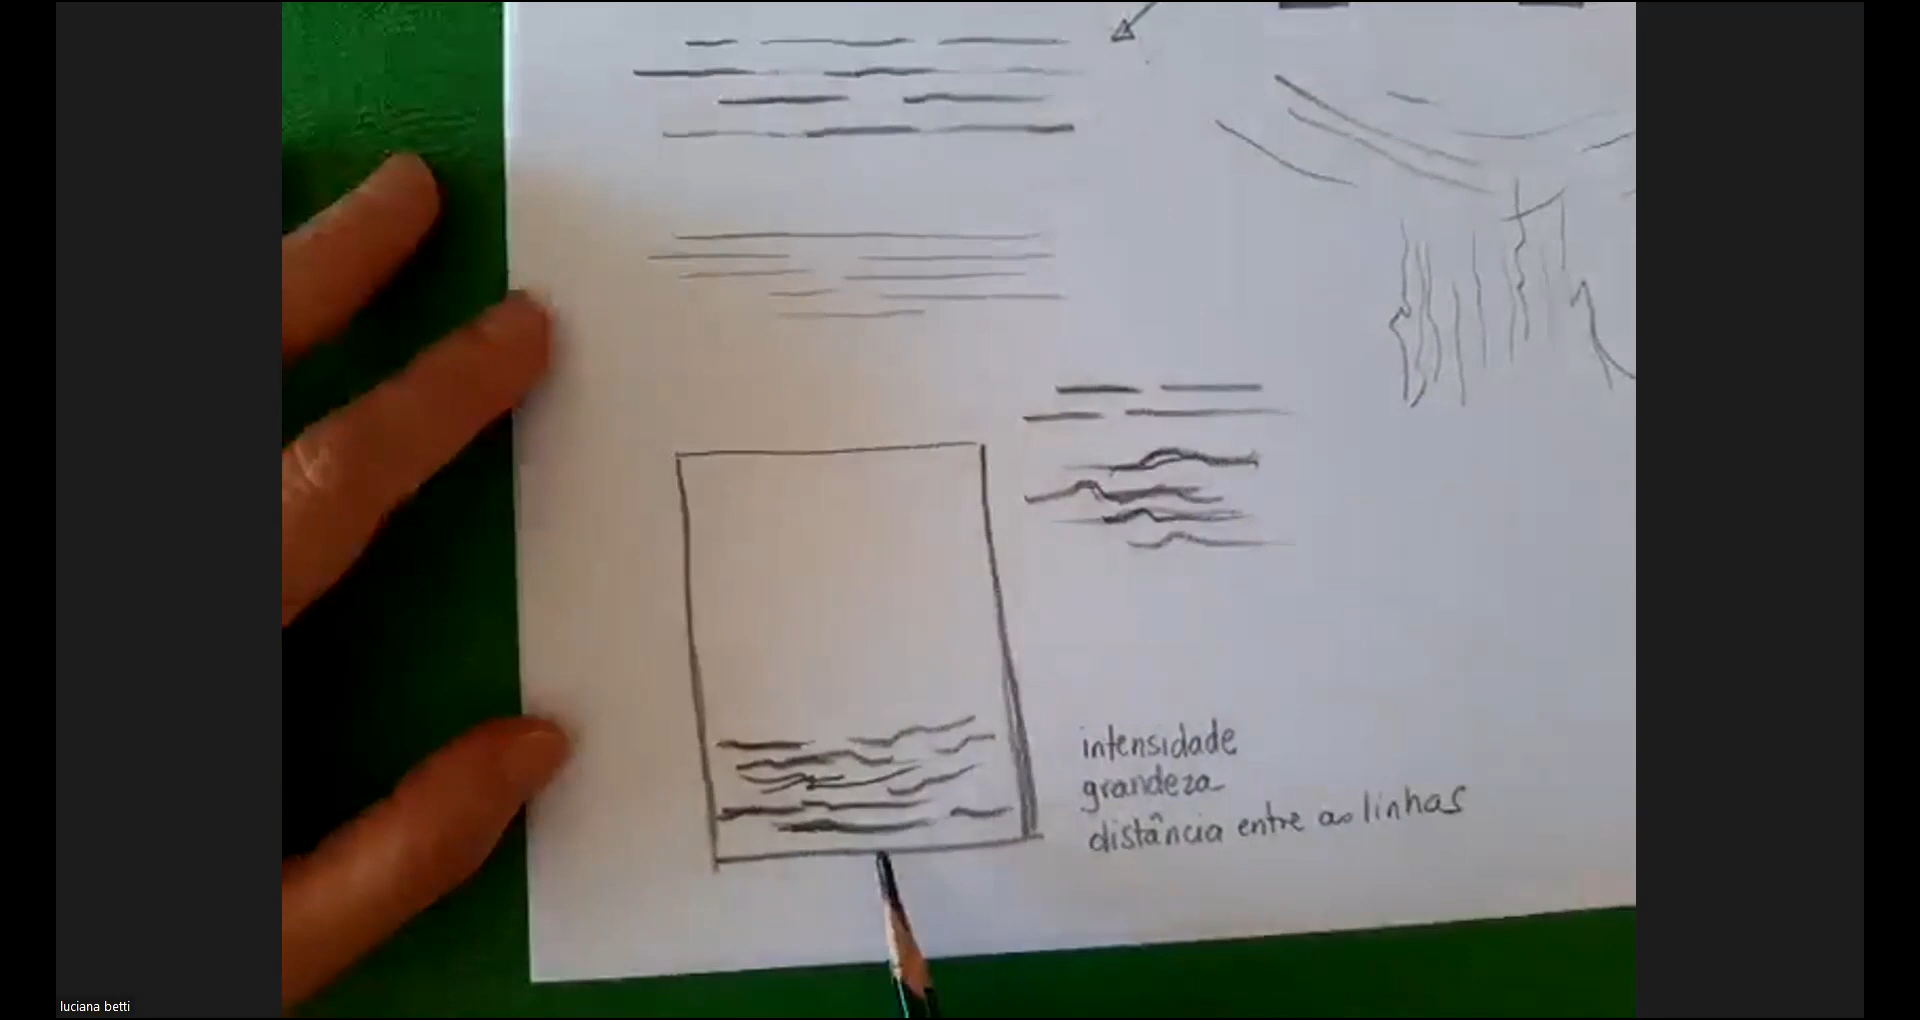 intensidade
grandeza
distância entre as linhas
luciana betti